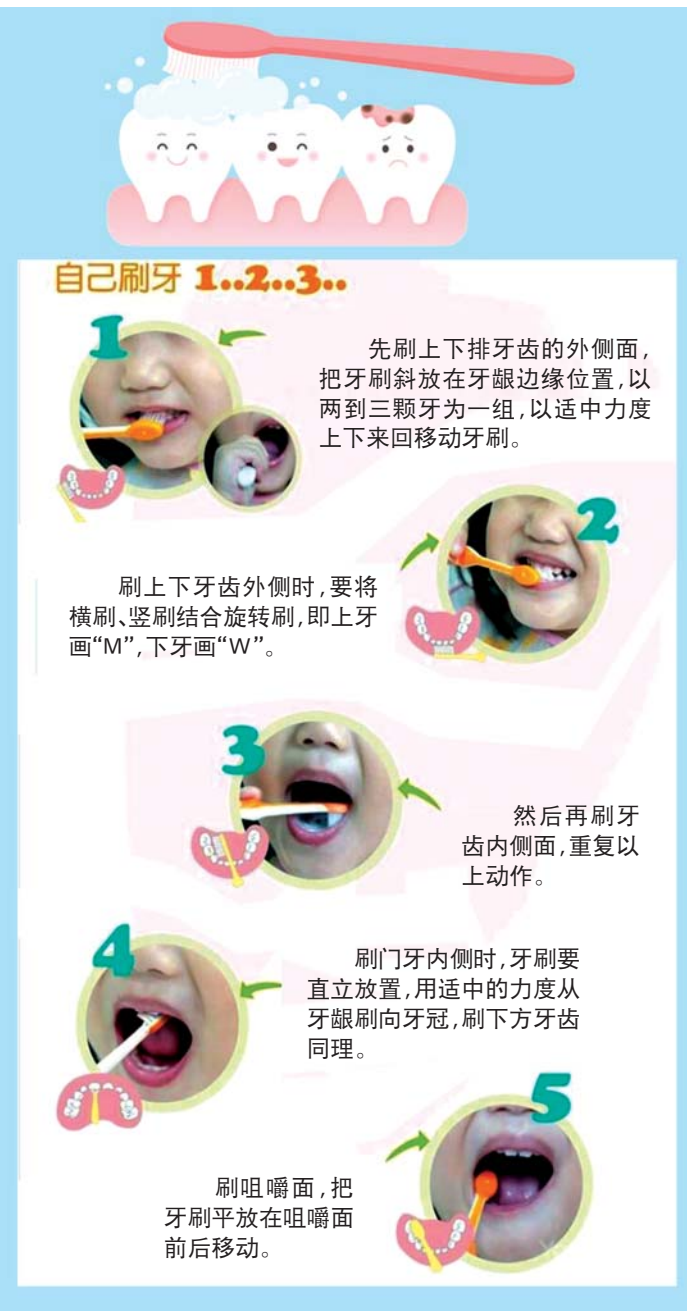 自己刷牙 1..2..3..
1
先刷上下排牙齿的外侧面,
把牙刷斜放在牙龈边缘位置,以
两到三颗牙为一组,以适中力度
上下来回移动牙刷。
2
刷上下牙齿外侧时,要将
横刷、竖刷结合旋转刷,即上牙
画“M”,下牙画“W”。
3
然后再刷牙
齿内侧面,重复以
上动作。
4
刷门牙内侧时,牙刷要
直立放置,用适中的力度从
牙龈刷向牙冠,刷下方牙齿
同理。
5
刷咀嚼面,把
牙刷平放在咀嚼面
前后移动。